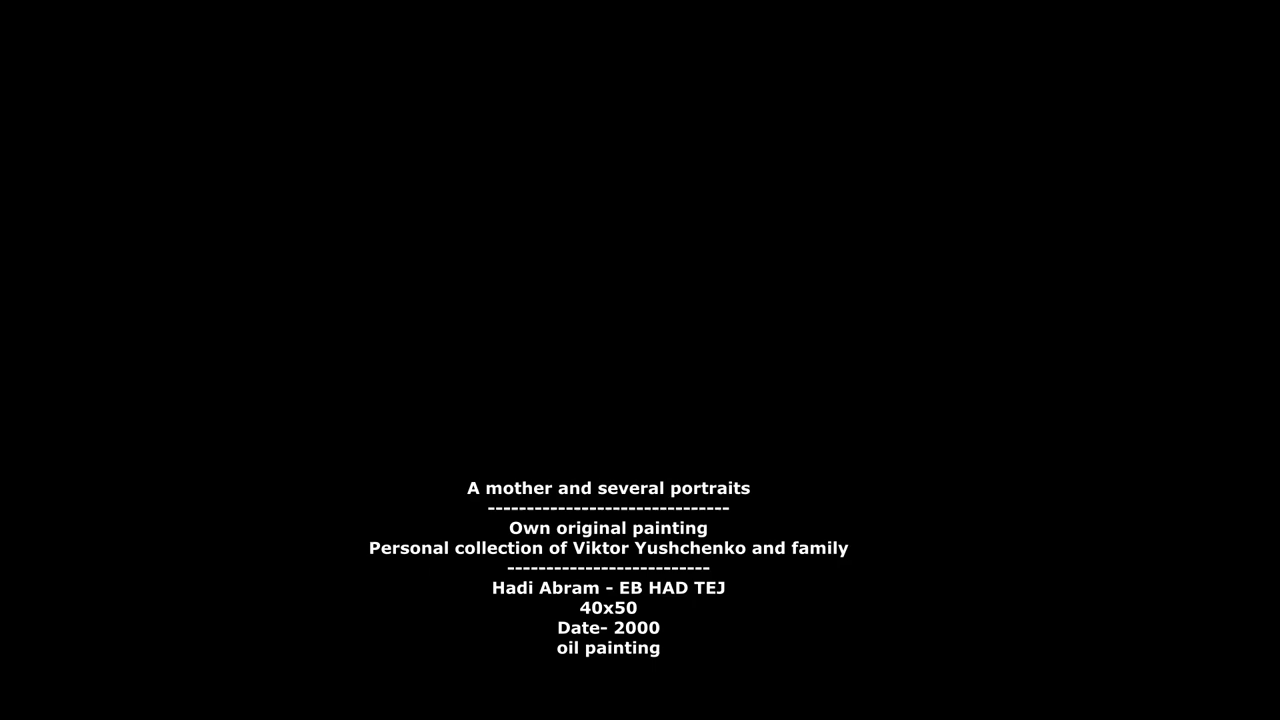 A mother and several portraits
-------------------------------
Own original painting
Personal collection of Viktor Yushchenko and family
--------------------------
Hadi Abram - EB HAD TEJ
40x50
Date- 2000
oil painting